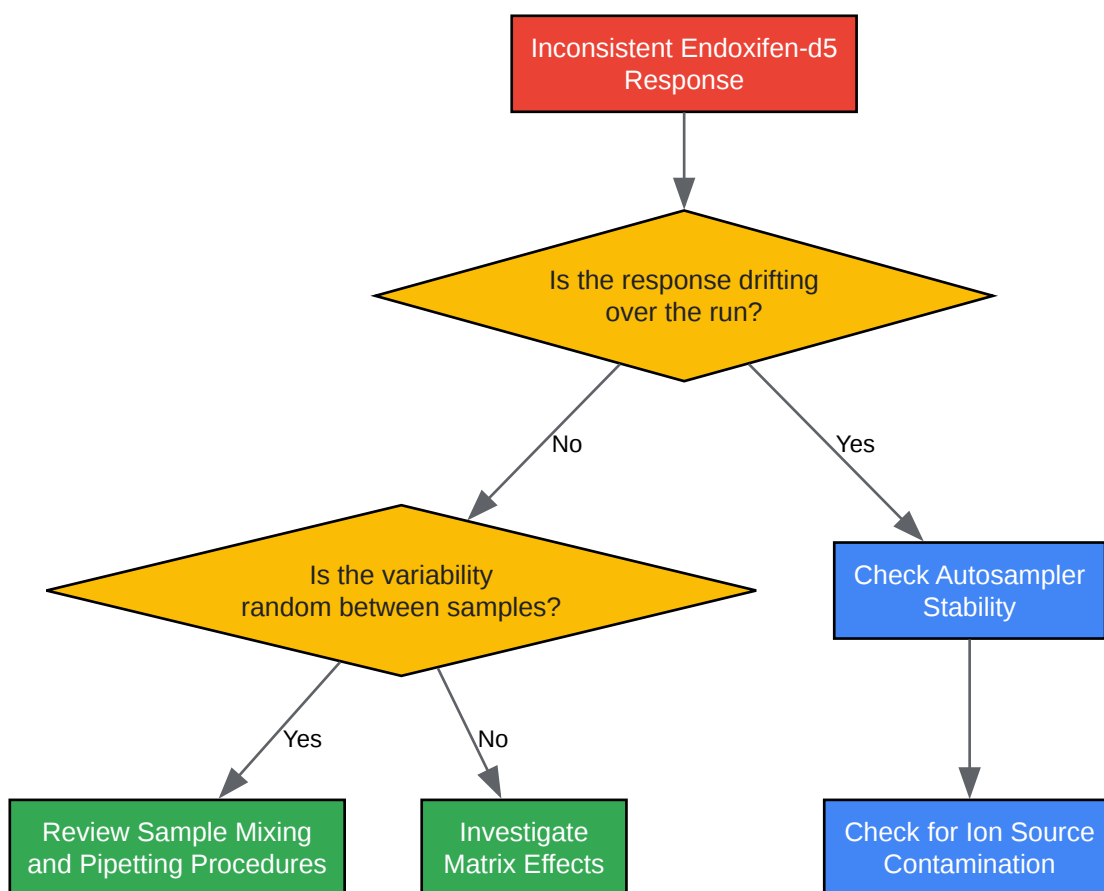 Inconsistent Endoxifen-d5
Response
Is the response drifting
over the run?
No
Yes
Is the variability
random between samples?
Check Autosampler
Stability
Yes
No
Review Sample Mixing
and Pipetting Procedures
Investigate
Matrix Effects
Check for Ion Source
Contamination